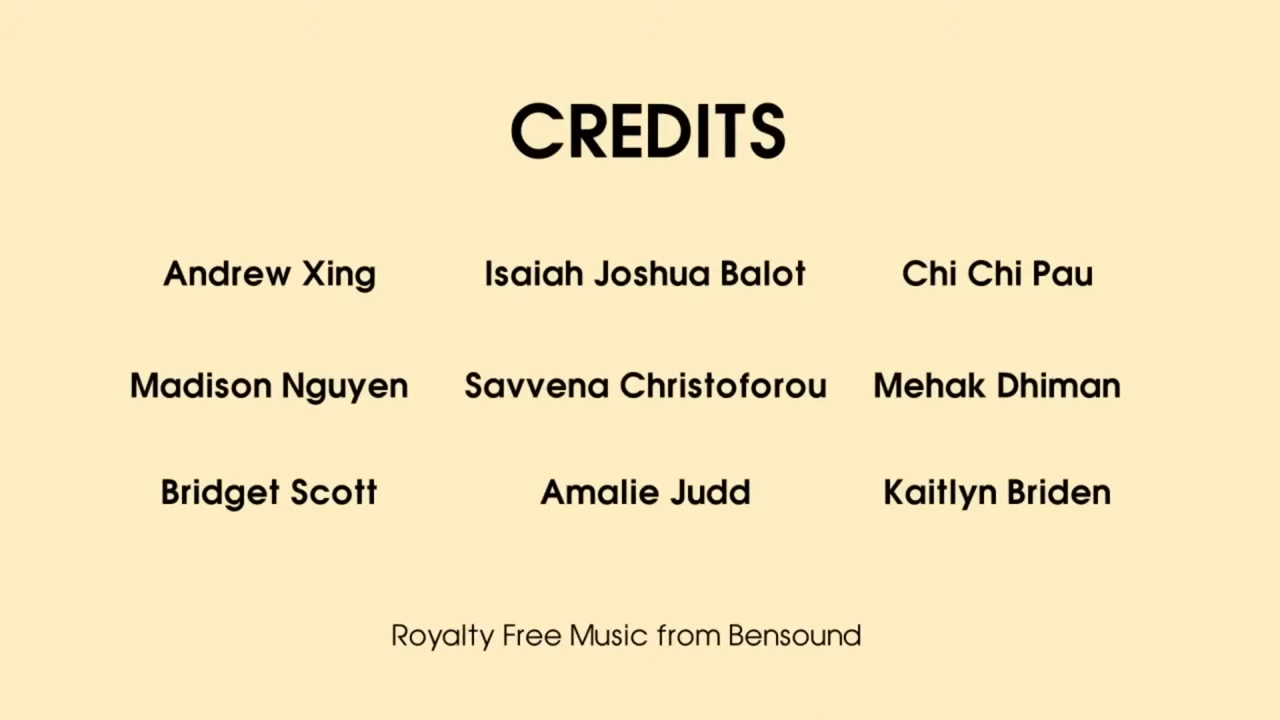 CREDITS
Andrew Xing Isaiah Joshua Balot Chi Chi Pau
Madison Nguyen Savvena Christoforou Mehak Dhiman
Bridget Scott Amalie Judd Kaitlyn Briden
Royalty Free Music from Bensound